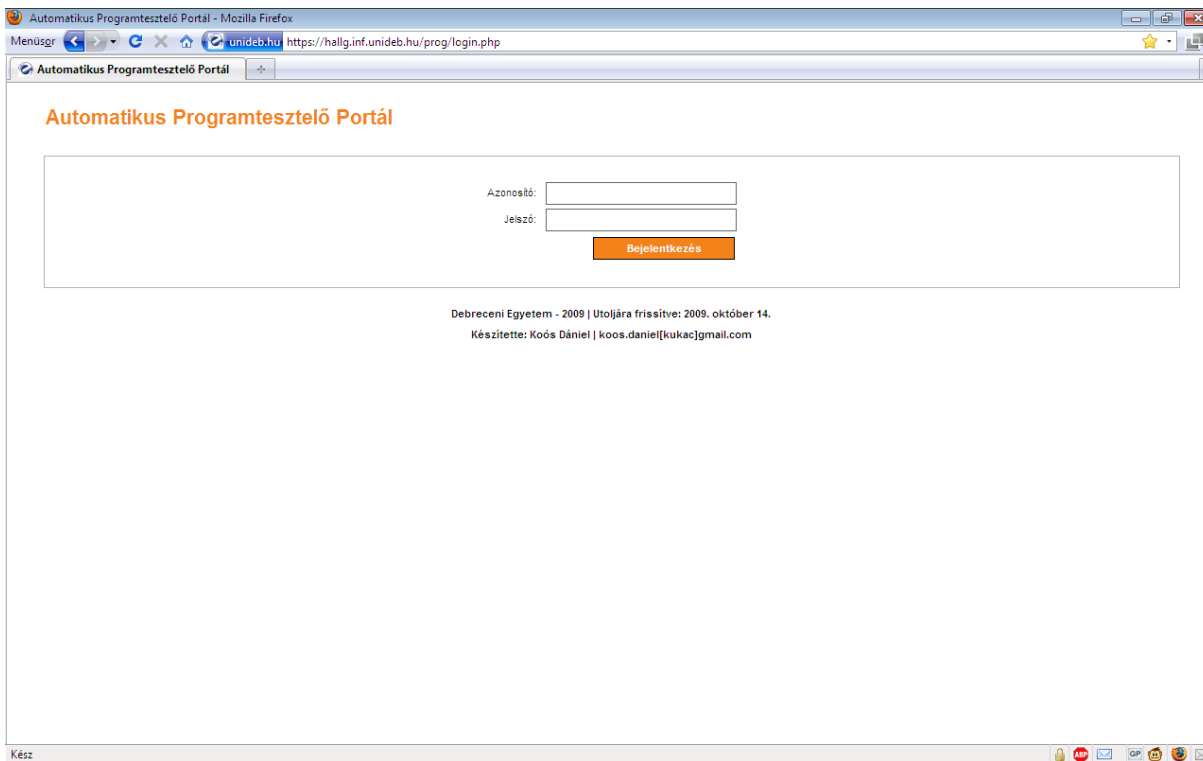 Automatikus Programtesztelő Portál - Mozilla Firefox
Menüsor
unideb.hu https://hallg.inf.unideb.hu/prog/login.php
Automatikus Programtesztelő Portál
Automatikus Programtesztelő Portál
Azonosító:
Jelszó:
Bejelentkezés
Debreceni Egyetem - 2009 | Utoljára frissítve: 2009. október 14.
Készítette: Koós Dániel | koos.daniel[kukac]gmail.com
Kész
ABP
GP